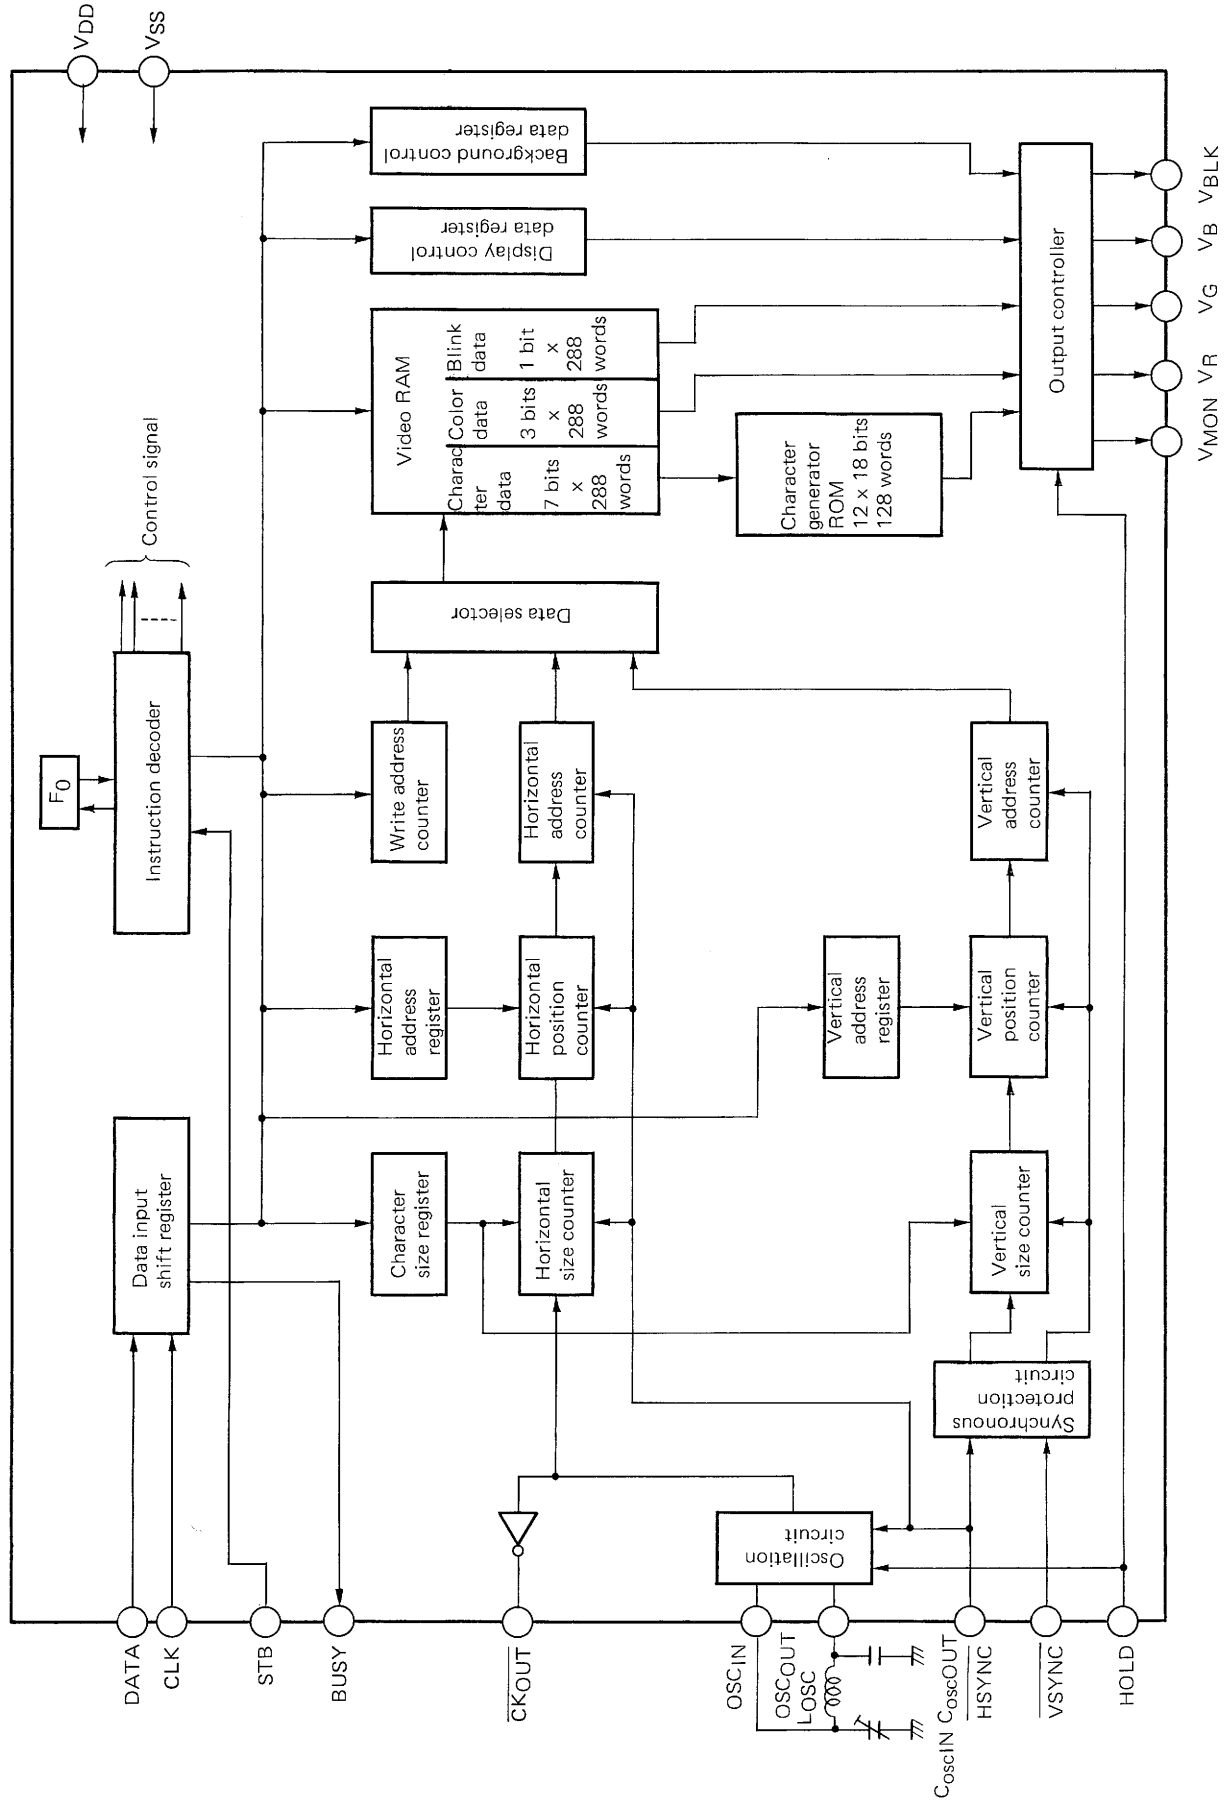 VDD
VSS
Control signal
F0
Instruction decoder
Data input
shift register
DATA
CLK
STB
BUSY
CKOUT
OSCIN
OSCOUT
LOSC
COSCIN COSCOUT
HSYNC
VSYNC
HOLD
Character
size register
Horizontal
address
register
Write address
counter
Horizontal
size counter
Horizontal
position
counter
Horizontal
address
counter
Data selector
Video RAM
Charac
ter
data
7 bits
x
288
words
Color
data
3 bits
x
288
words
Blink
data
1 bit
x
288
words
Display control
data register
Background control
data register
Character
generator
ROM
12 x 18 bits
128 words
Oscillation
circuit
Synchronous
protection
circuit
Vertical
size counter
Vertical
address
register
Vertical
position
counter
Vertical
address
counter
Output controller
VMON
VR
VG
VB
VBLK